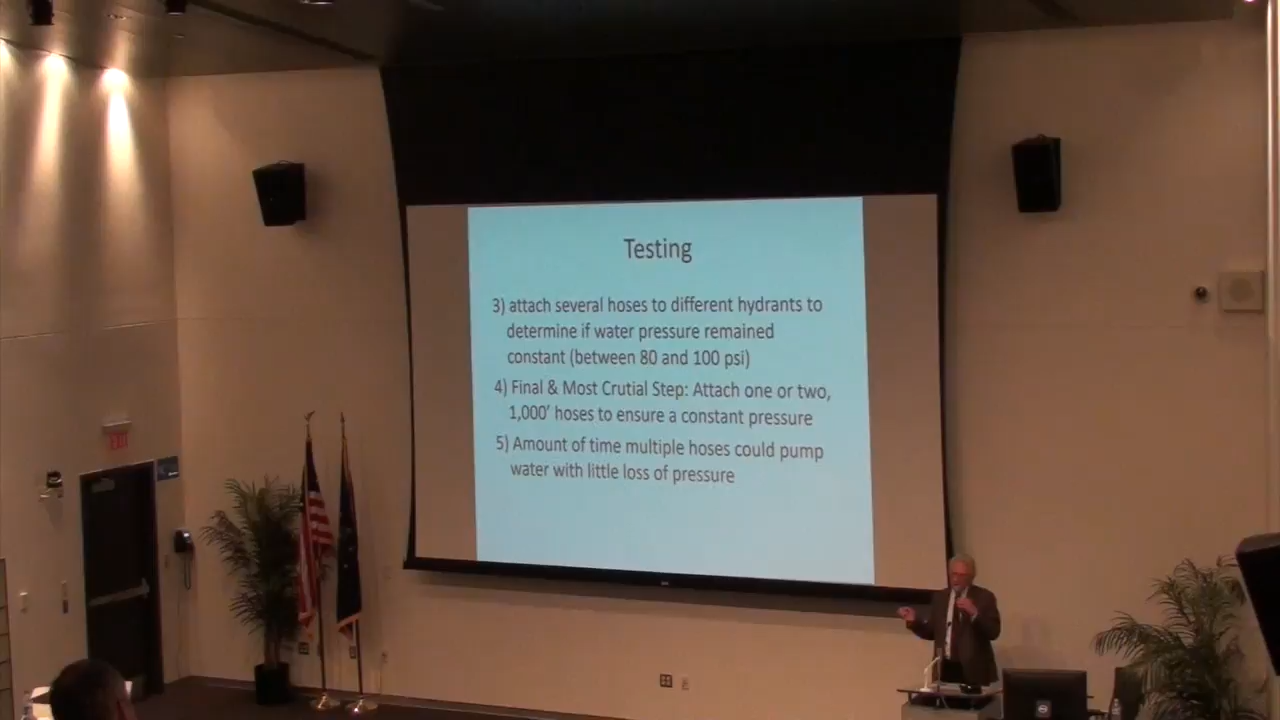 Testing
3) attach several hoses to different hydrants to
determine if water pressure remained
constant (between 80 and 100 psi)
4) Final & Most Crutial Step: Attach one or two,
1,000' hoses to ensure a constant pressure
5) Amount of time multiple hoses could pump
water with little loss of pressure
EXIT